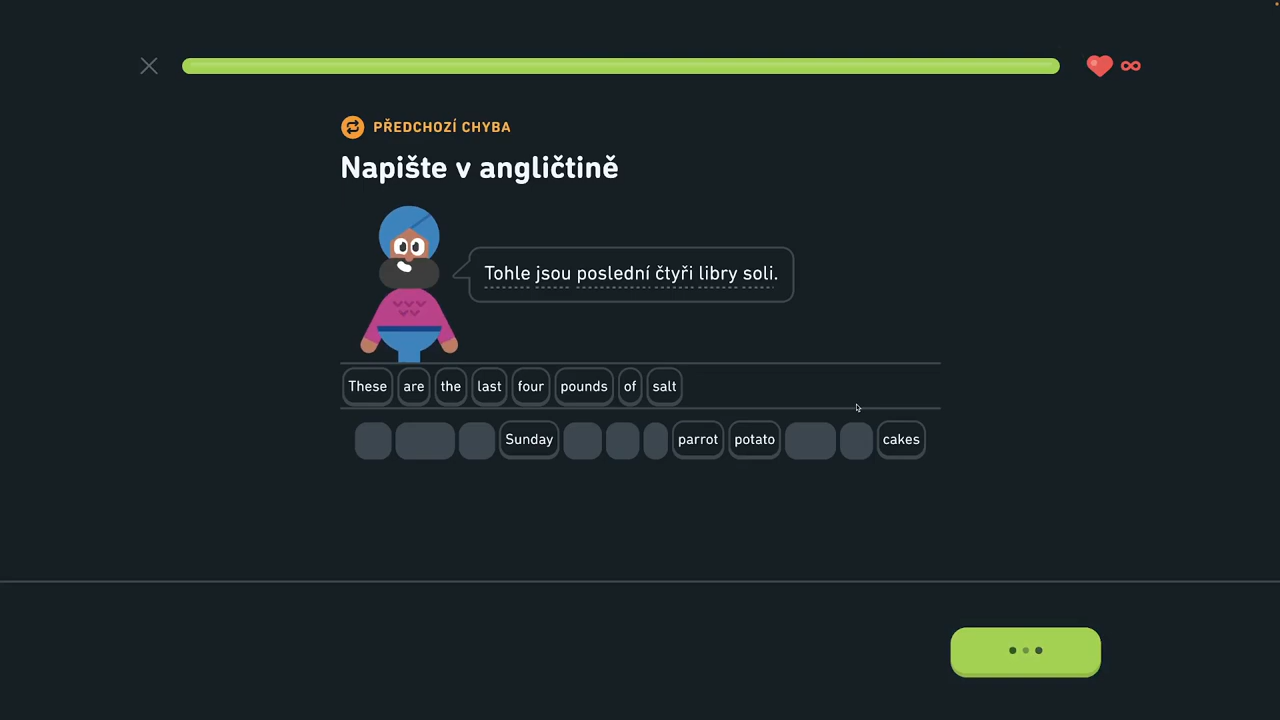 PŘEDCHOZÍ CHYBA
Napište v angličtině
Tohle jsou poslední čtyři libry soli.
These are the last four pounds of salt
Sunday parrot potato cakes